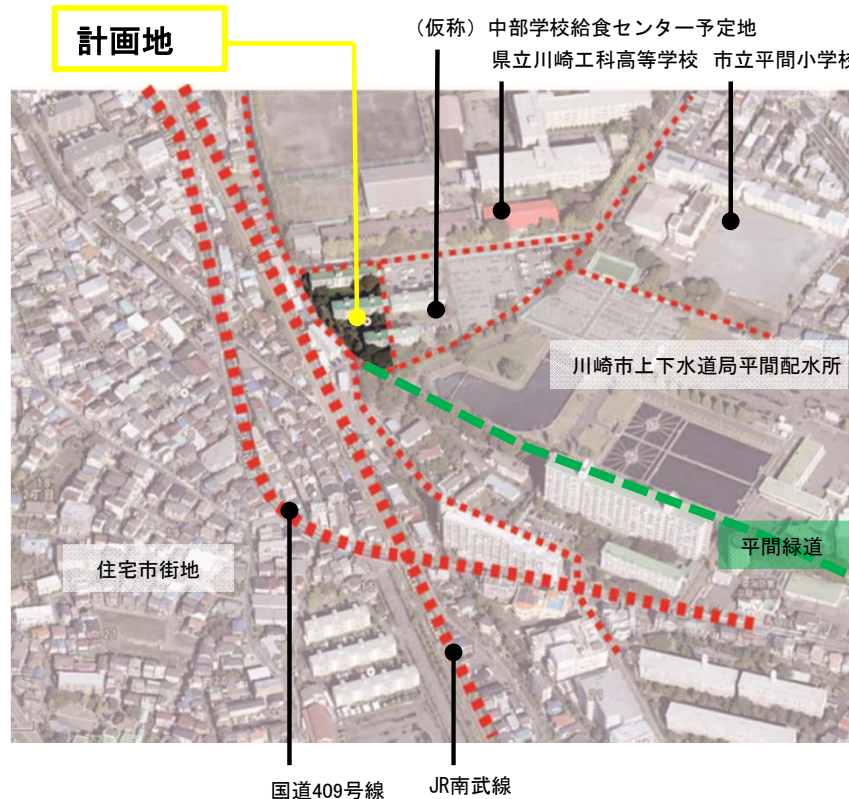 計画地
（仮称）中部学校給食センター予定地
県立川崎工科高等学校 市立平間小学校
川崎市上下水道局平間配水所
平間緑道
住宅市街地
国道409号線
JR南武線